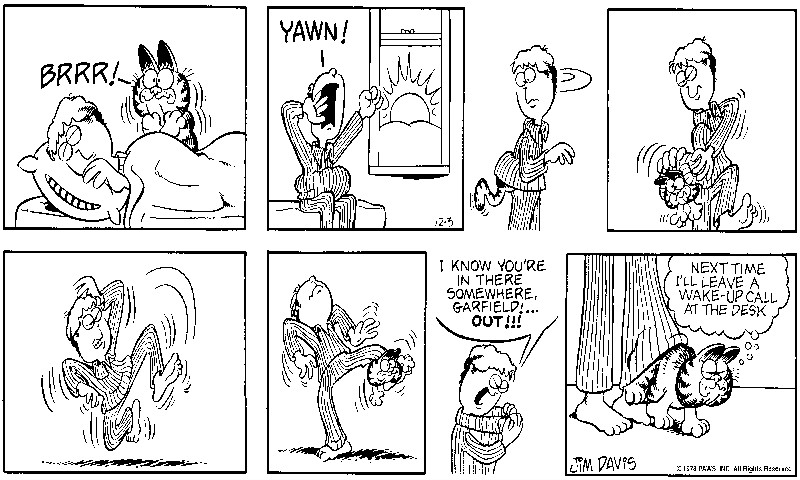 BRRR!
YAWN!
12-3
I KNOW YOU'RE
IN THERE
SOMEWHERE,
GARFIELD!...
OUT!!!
NEXT TIME
I'LL LEAVE A
WAKE-UP CALL
AT THE DESK
JIM DAVIS
© 1978 PAWS, INC. All Rights Reserved.